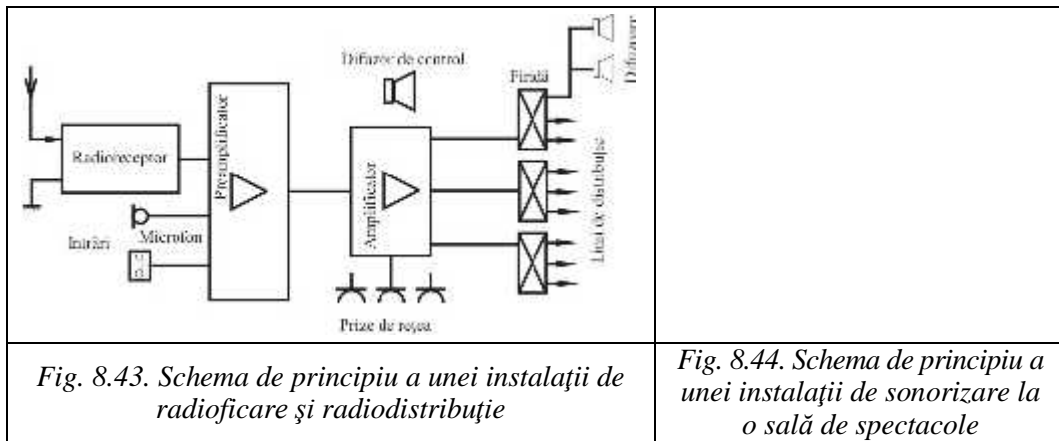 Difuzoare
Difuzor de control
Firidă
Radioreceptor
Preamplificator
Amplificator
Linii de distribuție
Microfon
Intrări
Prize de reţea
Fig. 8.43. Schema de principiu a unei instalaţii de
radioficare şi radiodistribuţie
Fig. 8.44. Schema de principiu a
unei instalaţii de sonorizare la
o sală de spectacole